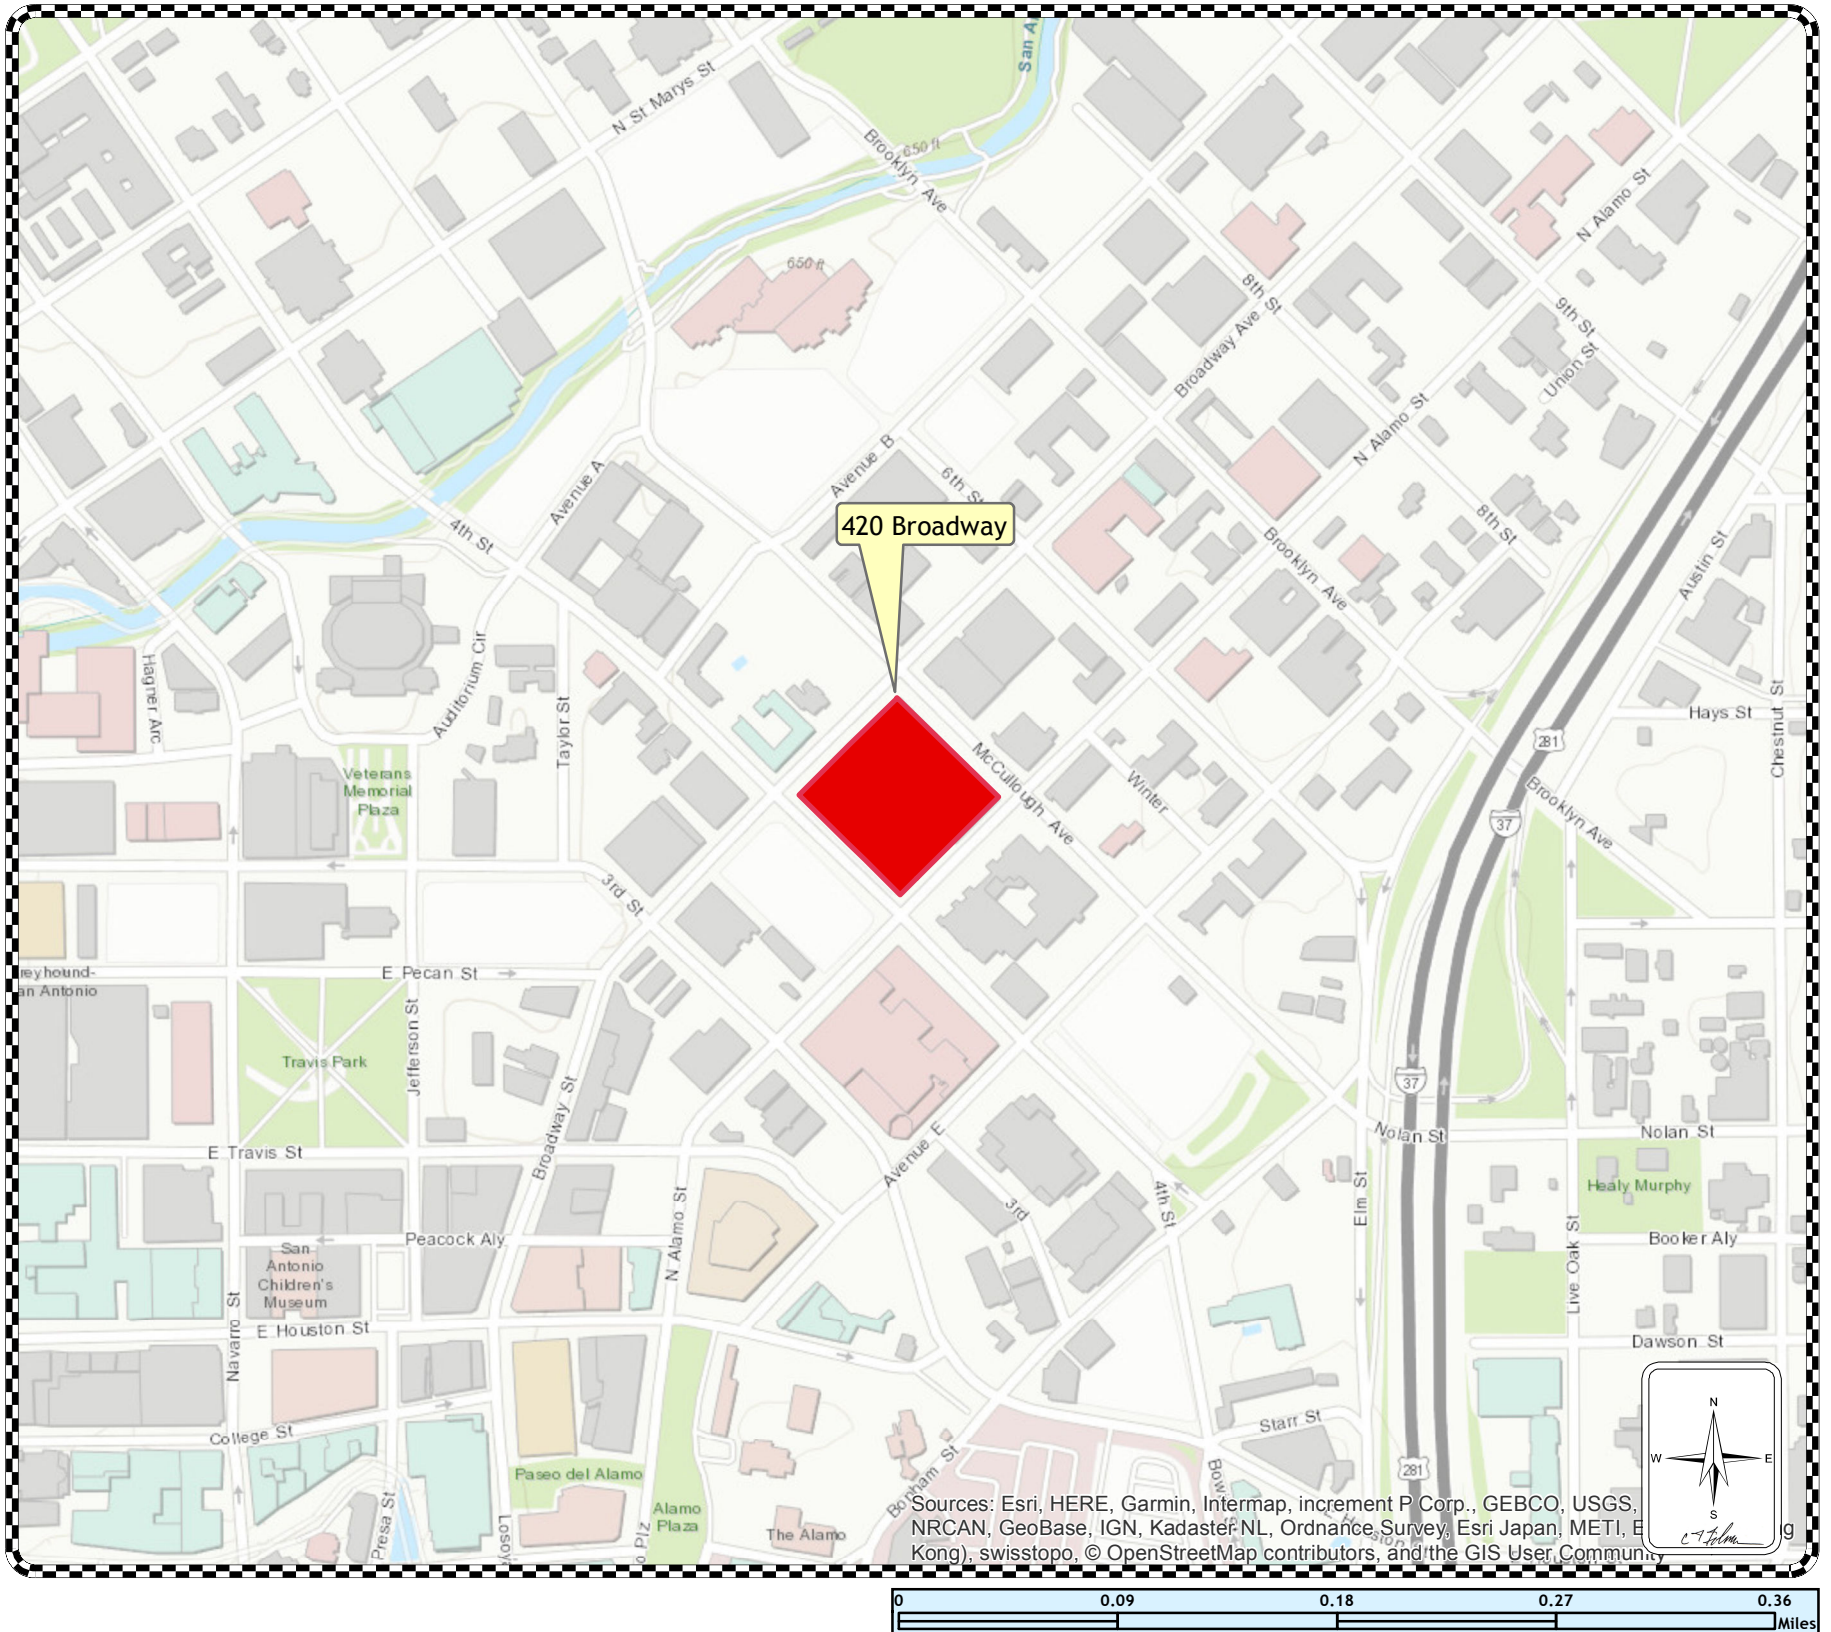 San A
N St Marys St
Brooklyn Ave
650 ft
N Alamo St
650 ft
8th St
9th St
Broadway Ave
Union St
N Alamo St
Avenue B
6th St
Avenue A
4th St
8th St
420 Broadway
Brooklyn Ave
Austin St
Auditorium Cir
Hagner Arc
Taylor St
Hays St
Chestnut St
281
McCullough Ave
Winter
Veterans
Memorial
Plaza
Brooklyn Ave
37
3rd St
E Pecan St
reyhound-
an Antonio
Jefferson St
Travis Park
37
Broadway St
Nolan St
Nolan St
Avenue E
E Travis St
4th St
Elm St
Healy Murphy
3rd
N Alamo St
Peacock Aly
Booker Aly
Live Oak St
San
Antonio
Children's
Museum
Navarro St
E Houston St
Dawson St
College St
Starr St
N
W E
S
281
Paseo del Alamo
Bonham St
Alamo
Plaza
The Alamo
Presa St
Losoy
o Plz
Bow
Sources: Esri, HERE, Garmin, Intermap, increment P Corp., GEBCO, USGS,
NRCAN, GeoBase, IGN, Kadaster NL, Ordnance Survey, Esri Japan, METI, E g
Kong), swisstopo, © OpenStreetMap contributors, and the GIS User Community
0 0.09 0.18 0.27 0.36
Miles